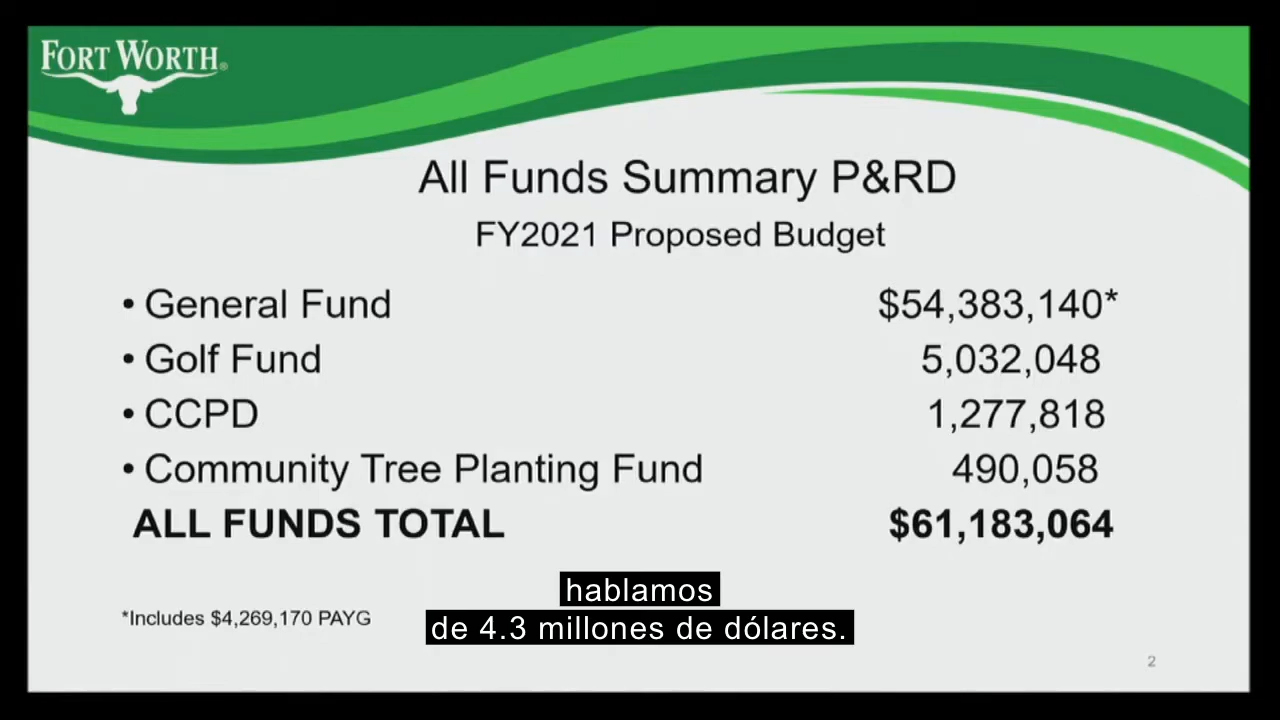 FORT WORTH®
All Funds Summary P&RD
FY2021 Proposed Budget
• General Fund $54,383,140*
• Golf Fund 5,032,048
• CCPD 1,277,818
• Community Tree Planting Fund 490,058
ALL FUNDS TOTAL $61,183,064
*Includes $4,269,170 PAYG
hablamos
de 4.3 millones de dólares.
2